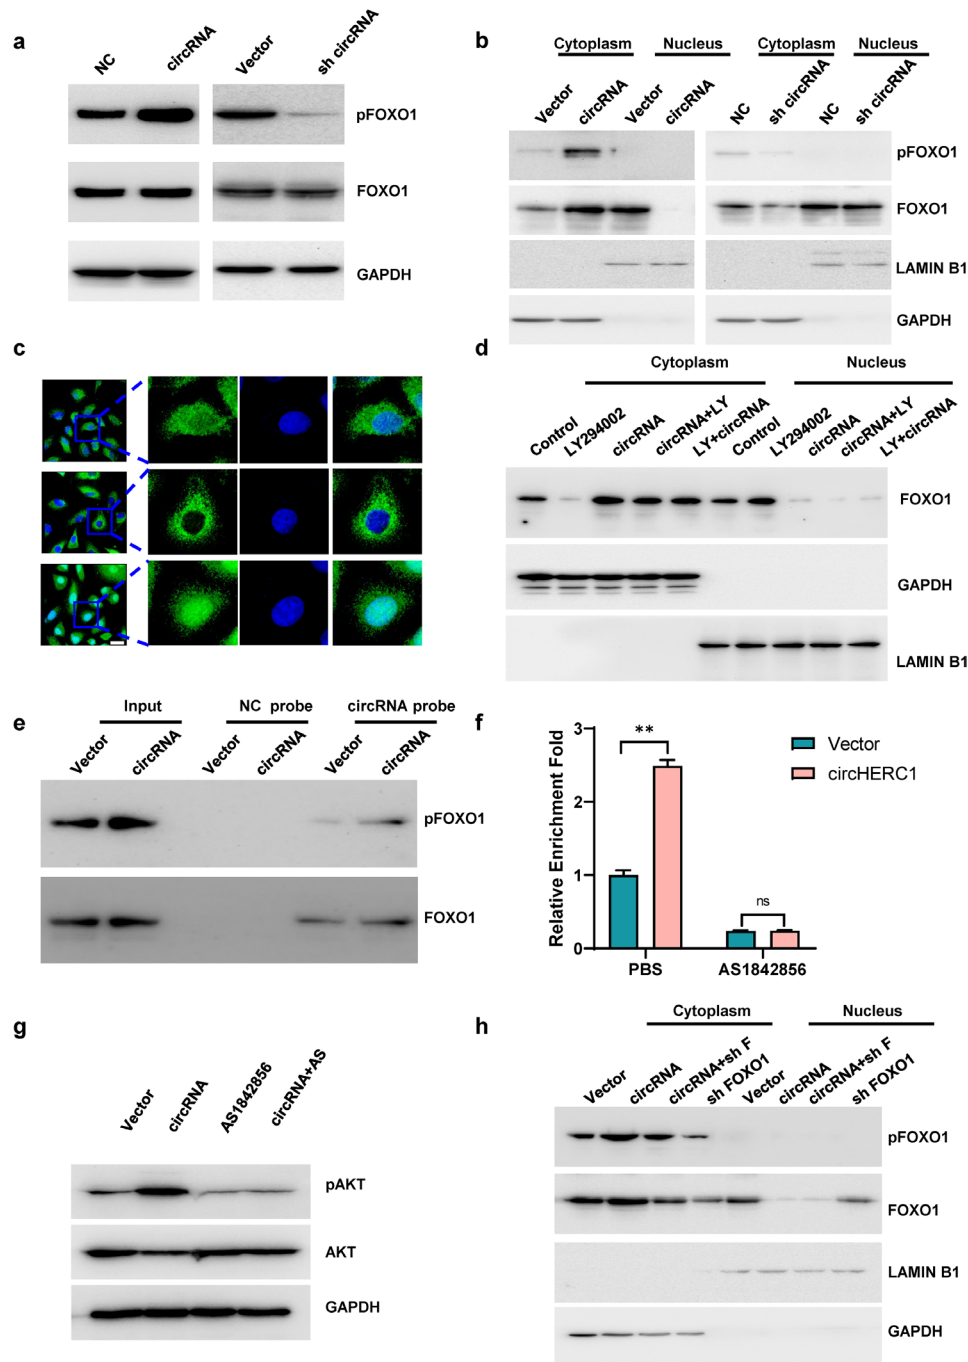 a
NC
circRNA
Vector
sh circRNA
pFOXO1
FOXO1
GAPDH
b
Cytoplasm
Nucleus
Cytoplasm
Nucleus
Vector
circRNA
Vector
circRNA
NC
sh circRNA
NC
sh circRNA
pFOXO1
FOXO1
LAMIN B1
GAPDH
c
d
Cytoplasm
Nucleus
Control
LY294002
circRNA
circRNA+LY
LY+circRNA
Control
LY294002
circRNA
circRNA+LY
LY+circRNA
FOXO1
GAPDH
LAMIN B1
e
Input
NC probe
circRNA probe
Vector
circRNA
Vector
circRNA
Vector
circRNA
pFOXO1
FOXO1
f
Relative Enrichment Fold
3
2
1
0
**
ns
PBS
AS1842856
Vector
circHERC1
g
Vector
circRNA
AS1842856
circRNA+AS
pAKT
AKT
GAPDH
h
Cytoplasm
Nucleus
Vector
circRNA
circRNA+sh F
sh FOXO1
Vector
circRNA
circRNA+sh F
sh FOXO1
pFOXO1
FOXO1
LAMIN B1
GAPDH